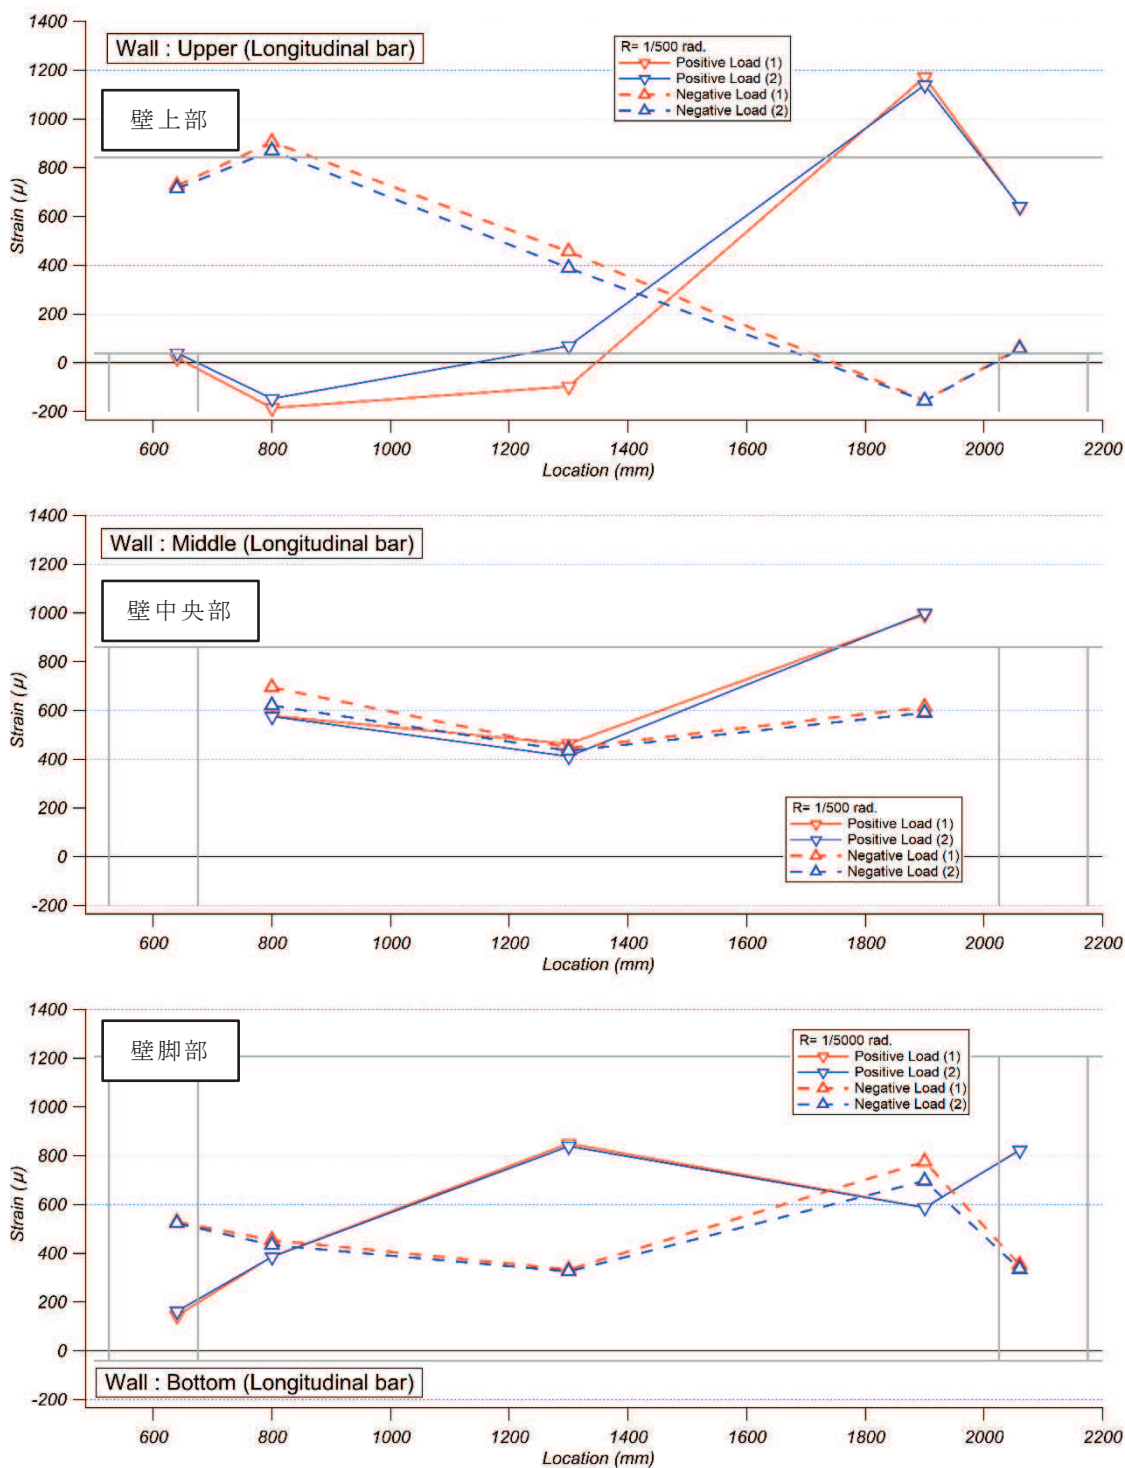 1400
Wall : Upper (Longitudinal bar)
R= 1/500 rad.
Positive Load (1)
Positive Load (2)
Negative Load (1)
Negative Load (2)
1200
壁上部
1000
800
600
400
200
0
-200
Strain (μ)
600 800 1000 1200 1400 1600 1800 2000 2200
Location (mm)
1400
Wall : Middle (Longitudinal bar)
1200
壁中央部
1000
800
600
400
200
0
-200
Strain (μ)
R= 1/500 rad.
Positive Load (1)
Positive Load (2)
Negative Load (1)
Negative Load (2)
600 800 1000 1200 1400 1600 1800 2000 2200
Location (mm)
1400
壁脚部
R= 1/5000 rad.
Positive Load (1)
Positive Load (2)
Negative Load (1)
Negative Load (2)
1200
1000
800
600
400
200
0
-200
Strain (μ)
Wall : Bottom (Longitudinal bar)
600 800 1000 1200 1400 1600 1800 2000 2200
Location (mm)